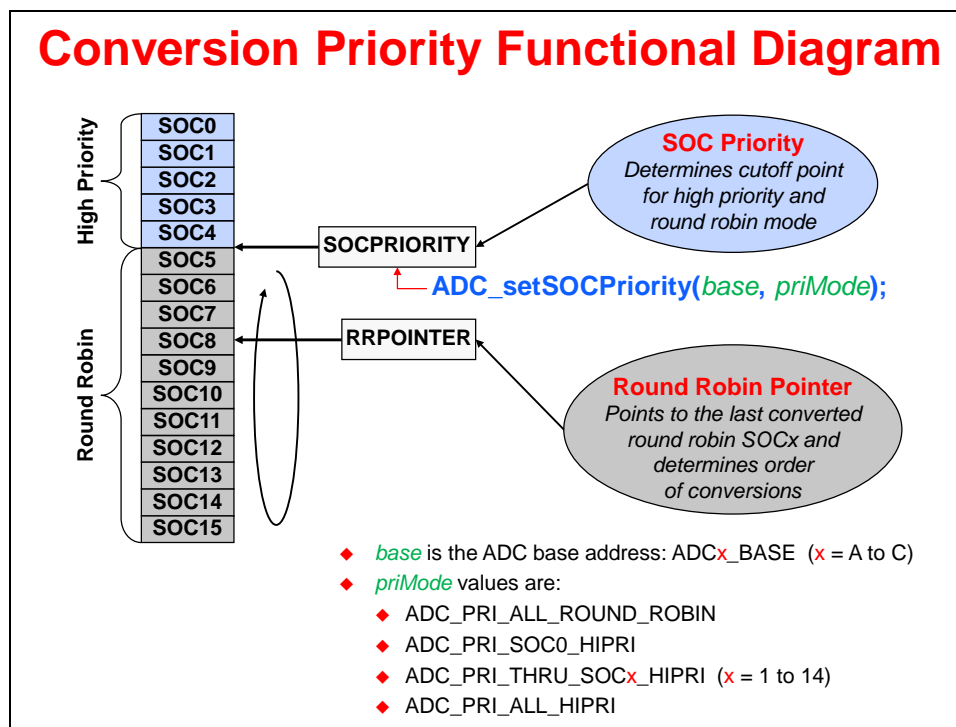 Conversion Priority Functional Diagram
High Priority
SOC0
SOC1
SOC2
SOC3
SOC4
Round Robin
SOC5
SOC6
SOC7
SOC8
SOC9
SOC10
SOC11
SOC12
SOC13
SOC14
SOC15
SOCPRIORITY
SOC Priority
Determines cutoff point
for high priority and
round robin mode
ADC_setSOCPriority(base, priMode);
RRPOINTER
Round Robin Pointer
Points to the last converted
round robin SOCx and
determines order
of conversions
◆ base is the ADC base address: ADCx_BASE (x = A to C)
◆ priMode values are:
◆ ADC_PRI_ALL_ROUND_ROBIN
◆ ADC_PRI_SOC0_HIPRI
◆ ADC_PRI_THRU_SOCx_HIPRI (x = 1 to 14)
◆ ADC_PRI_ALL_HIPRI